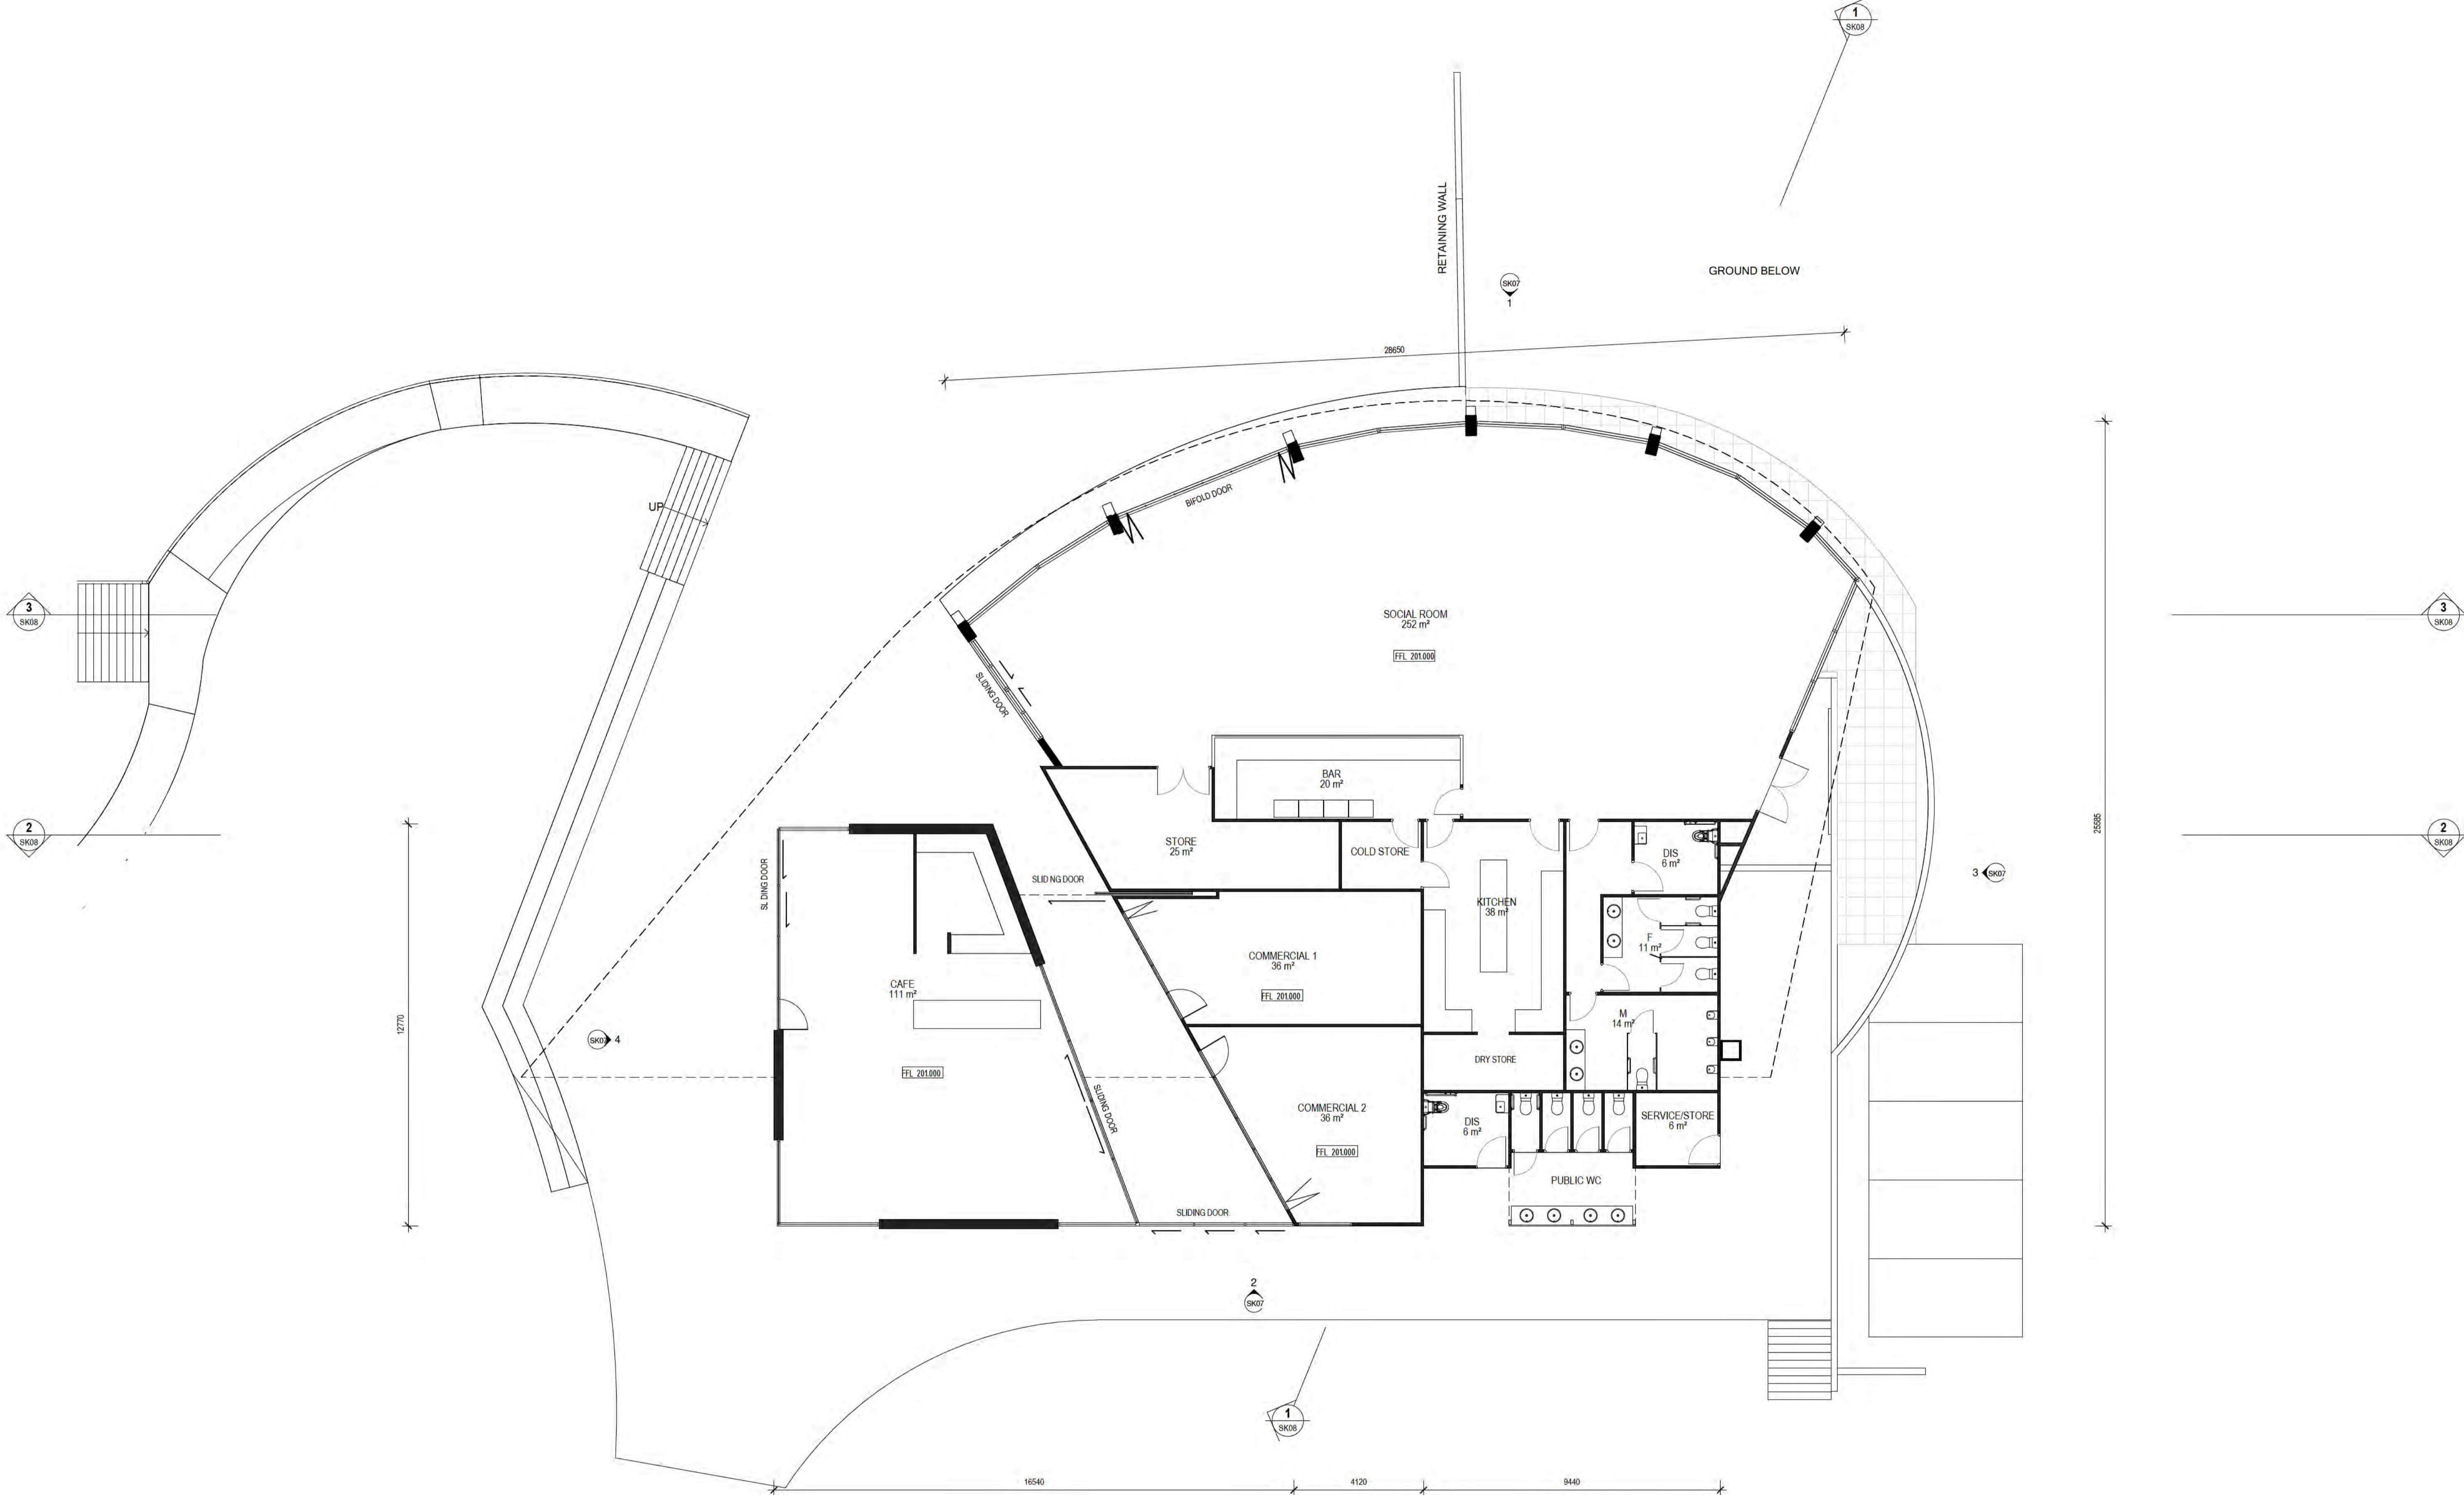 1
SK08
RETAINING WALL
GROUND BELOW
SK07
1
28650
UP
BIFOLD DOOR
3
SK08
SOCIAL ROOM
252 m²
FFL 201.000
3
SK08
SLIDING DOOR
BAR
20 m²
2
SK08
STORE
25 m²
COLD STORE
DIS
6 m²
2
SK08
25585
SL DING DOOR
SLID NG DOOR
3 SK07
KITCHEN
38 m²
F
11 m²
COMMERCIAL 1
36 m²
FFL 201.000
CAFE
111 m²
12770
SK07 4
M
14 m²
DRY STORE
FFL 201.000
SLIDING DOOR
COMMERCIAL 2
36 m²
FFL 201.000
DIS
6 m²
SERVICE/STORE
6 m²
PUBLIC WC
SLIDING DOOR
2
SK07
1
SK08
16540
4120
9440